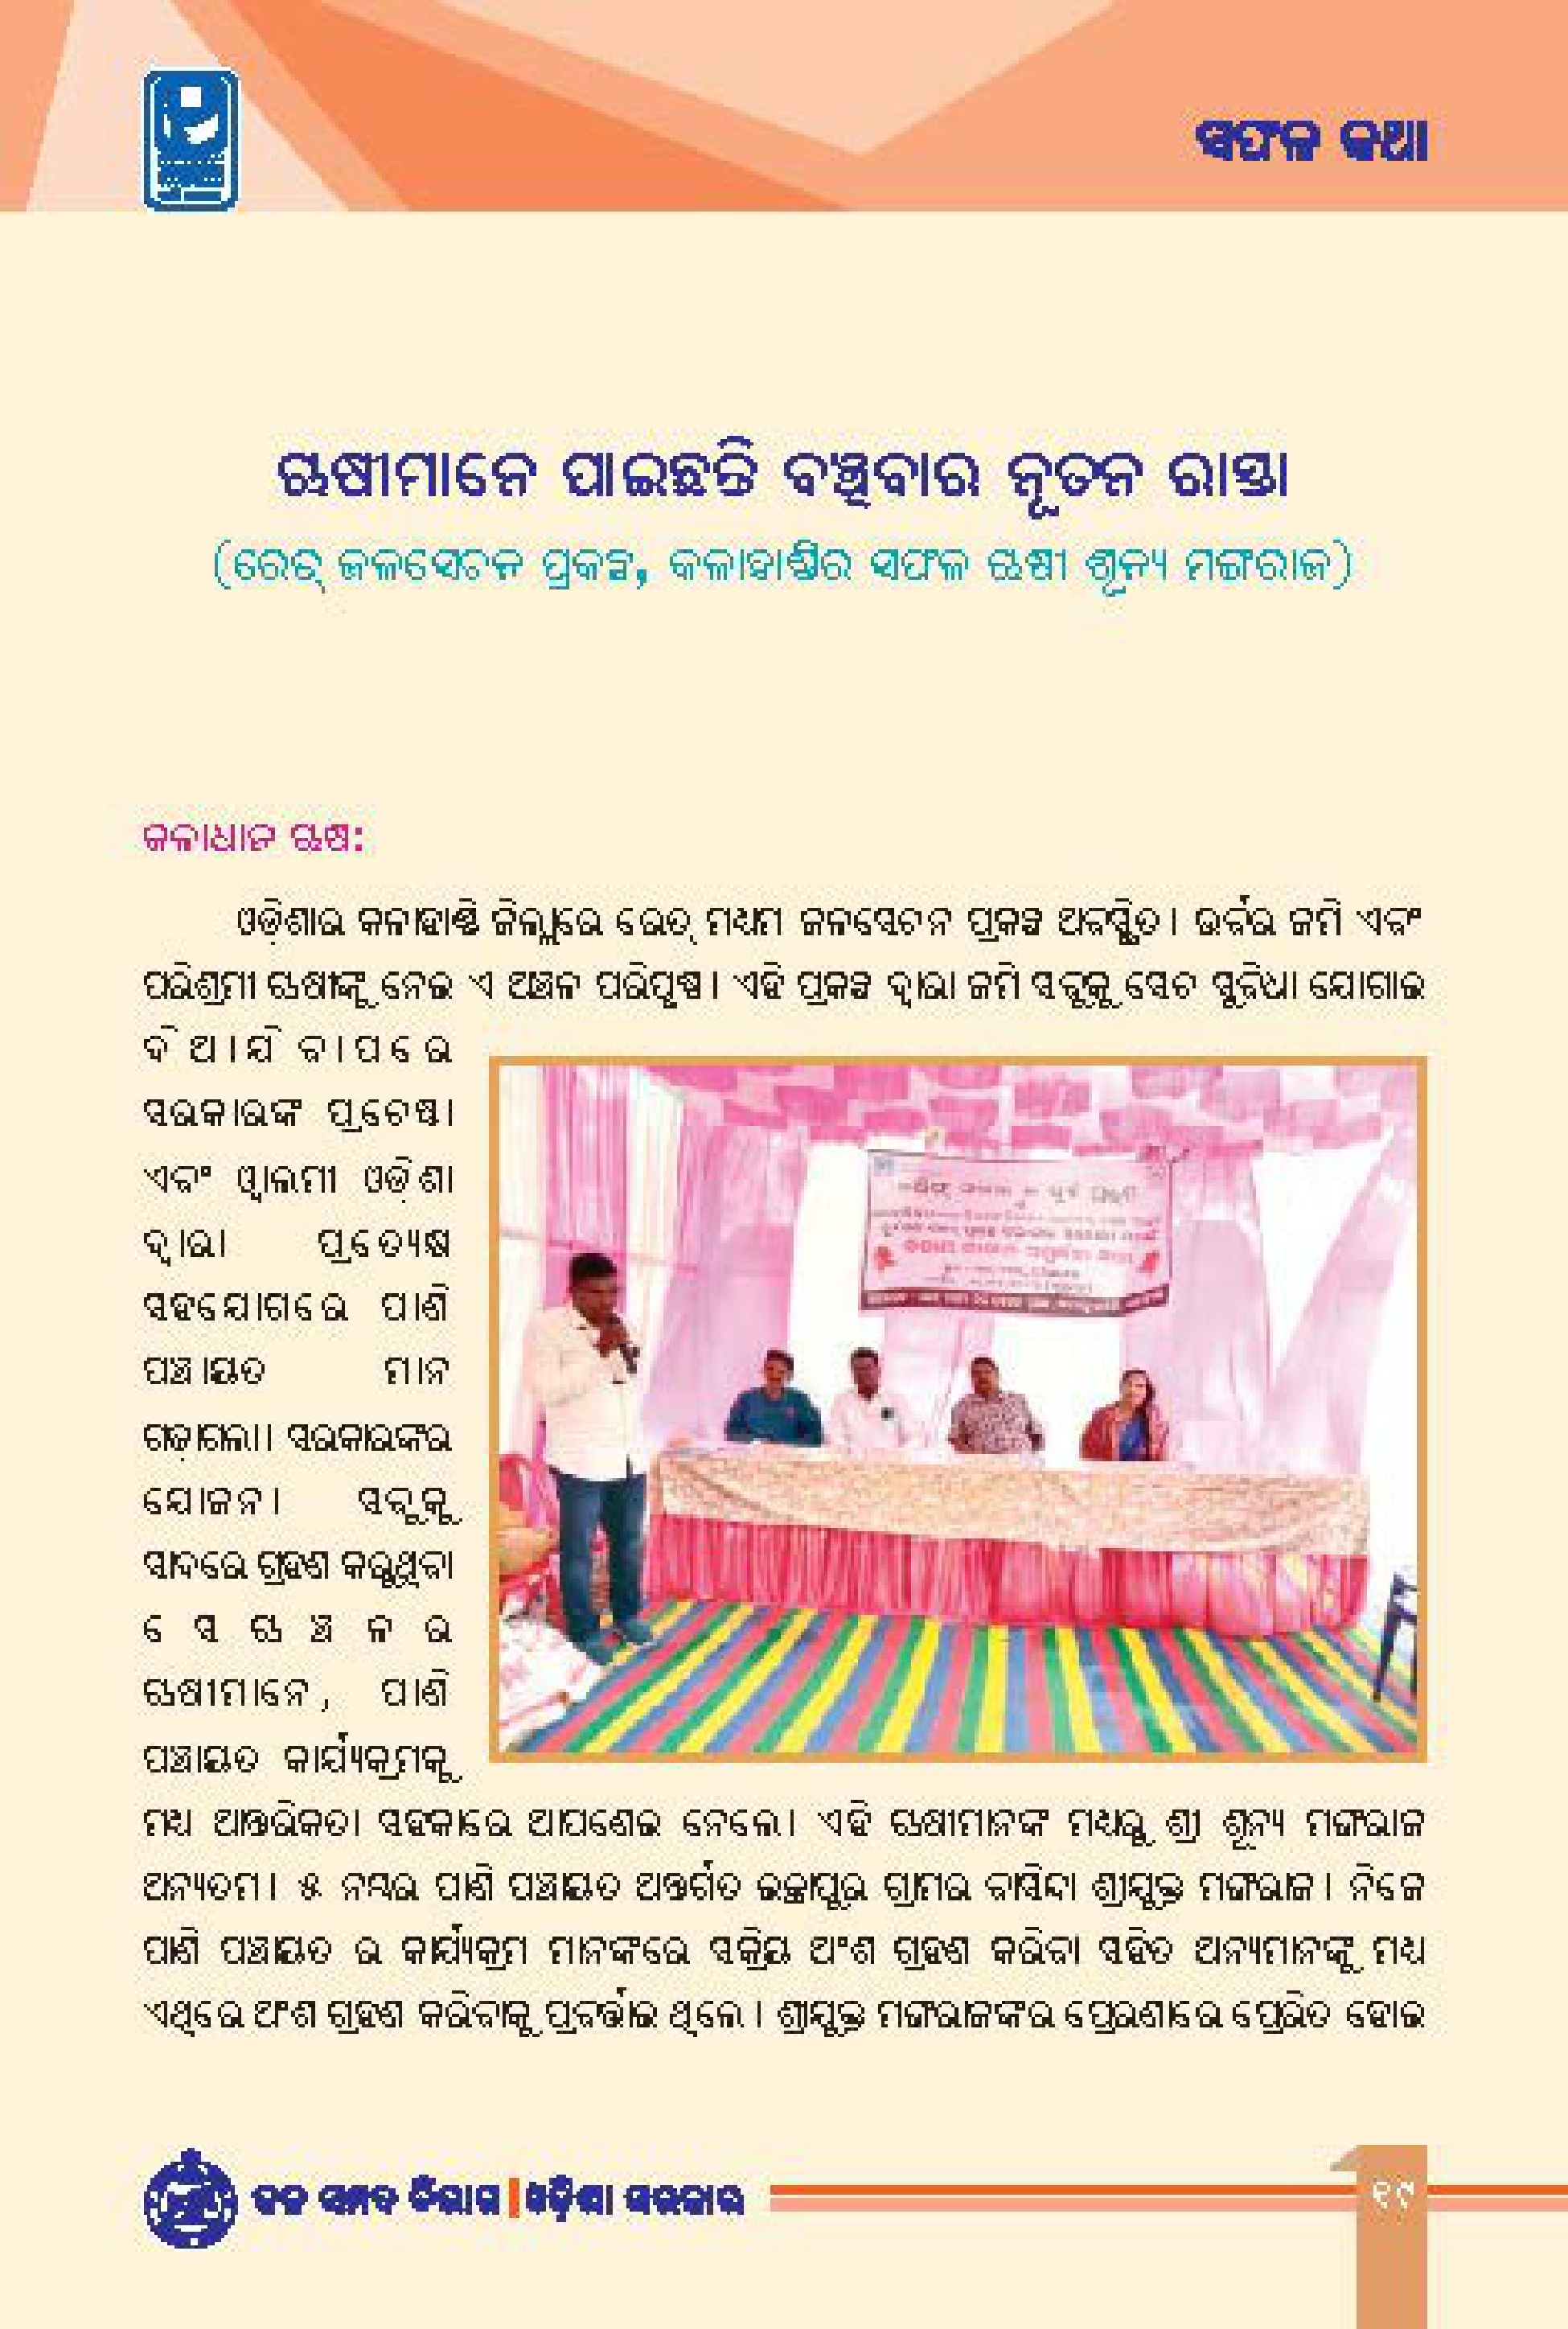 ସଫଳ କଥା
ଚାଷୀମାନେ ପାଇଛନ୍ତି ବଞ୍ଚିବାର ନୂତନ ରାସ୍ତା
(ରେତ୍ ଜଳସେଚନ ପ୍ରକଳ୍ପ, କଳାହାଣ୍ଡିର ସଫଳ ଚାଷୀ ଶୂନ୍ୟ ମଙ୍ଗରାଜ)
କଳାଧାନ ଚାଷ:
ଓଡ଼ିଶାର କଳାହାଣ୍ଡି ଜିଲ୍ଲାରେ ରେତ୍ ମଧ୍ୟମ ଜଳସେଚନ ପ୍ରକଳ୍ପ ଅବସ୍ଥିତ। ଉର୍ବର ଜମି ଏବଂ
ପରିଶ୍ରମୀ ଚାଷୀଙ୍କୁ ନେଇ ଏ ଅଞ୍ଚଳ ପରିପୁଷ୍ଟ। ଏହି ପ୍ରକଳ୍ପ ଦ୍ୱାରା ଜମି ସବୁକୁ ସେଚ ସୁବିଧା ଯୋଗାଇ
ଦିଆଯିବାପରେ
ସରକାରଙ୍କ ପ୍ରଚେଷ୍ଟା
ଏବଂ ୱାଲମୀ ଓଡ଼ିଶା
ଦ୍ୱାରା ପ୍ରତ୍ୟେକ୍ଷ
ସହଯୋଗରେ ପାଣି
ପଞ୍ଚାୟତ ମାନ
ଗଢ଼ାଗଲା। ସରକାରଙ୍କର
ଯୋଜନା ସବୁକୁ
ସାଦରେ ଗ୍ରହଣ କରୁଥିବା
ସେ ଅଞ୍ଚଳର
ଚାଷୀମାନେ, ପାଣି
ପଞ୍ଚାୟତ କାର୍ଯ୍ୟକ୍ରମକୁ
ମଧ୍ୟ ଆନ୍ତରିକତା ସହକାରେ ଆପଣେଇ ନେଲେ। ଏହି ଚାଷୀମାନଙ୍କ ମଧ୍ୟରୁ ଶ୍ରୀ ଶୂନ୍ୟ ମଙ୍ଗରାଜ
ଅନ୍ୟତମ। ୫ ନମ୍ବର ପାଣି ପଞ୍ଚାୟତ ଅନ୍ତର୍ଗତ ଇଚ୍ଛାପୁର ଗ୍ରାମର ବାସିନ୍ଦା ଶ୍ରୀଯୁକ୍ତ ମଙ୍ଗରାଜ। ନିଜେ
ପାଣି ପଞ୍ଚାୟତ ର କାର୍ଯ୍ୟକ୍ରମ ମାନଙ୍କରେ ସକ୍ରିୟ ଅଂଶ ଗ୍ରହଣ କରିବା ସହିତ ଅନ୍ୟମାନଙ୍କୁ ମଧ୍ୟ
ଏଥିରେ ଅଂଶ ଗ୍ରହଣ କରିବାକୁ ପ୍ରବର୍ତ୍ତାଇ ଥିଲେ। ଶ୍ରୀଯୁକ୍ତ ମଙ୍ଗରାଜଙ୍କର ପ୍ରେରଣାରେ ପ୍ରେରିତ ହୋଇ
ଜଳ ସମ୍ପଦ ବିଭାଗ | ଓଡ଼ିଶା ସରକାର
୧୯